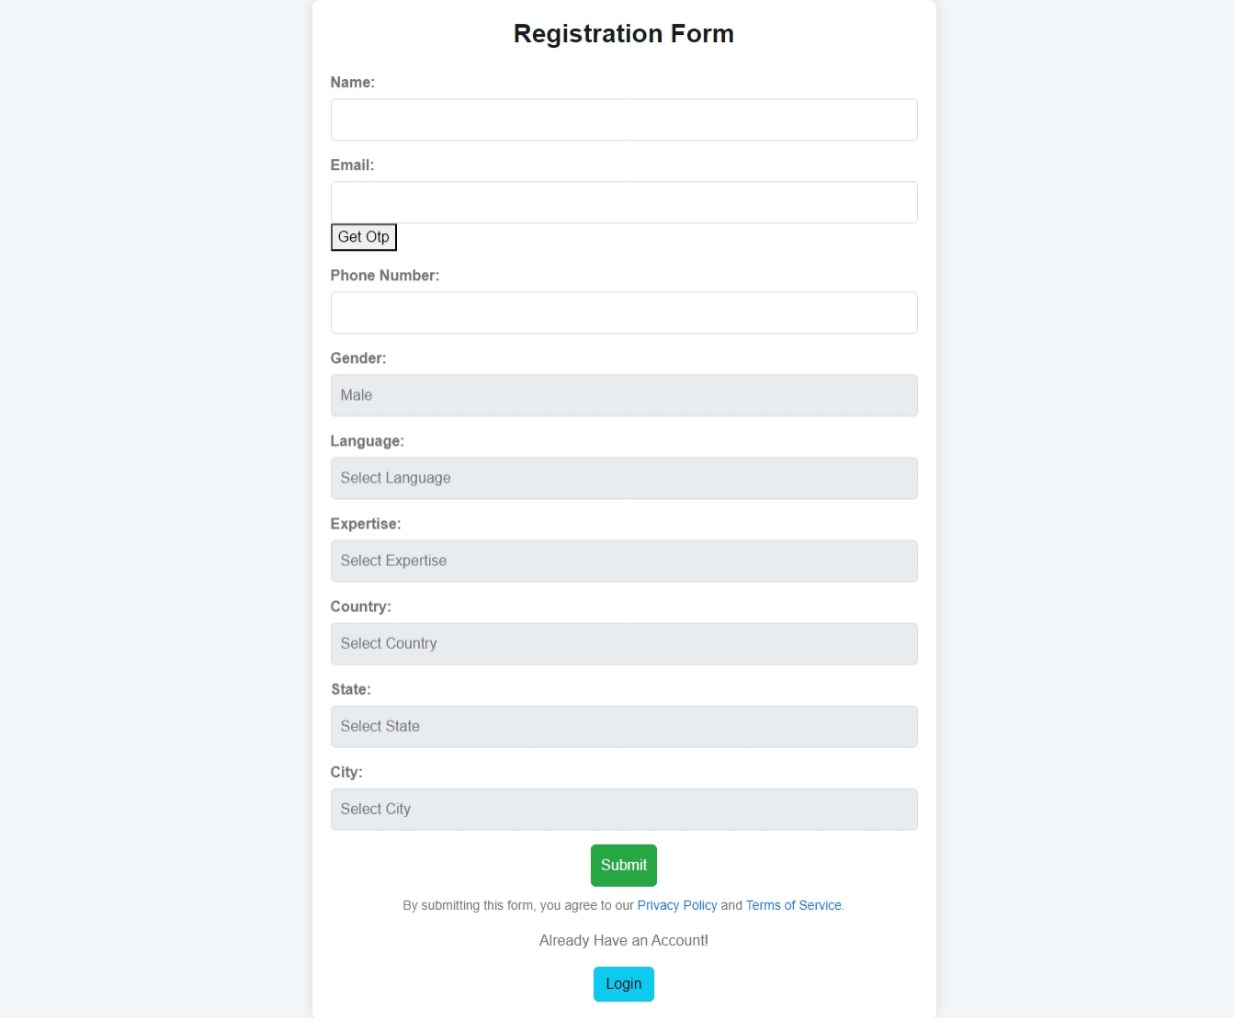 Registration Form
Name:
Email:
Get Otp
Phone Number:
Gender:
Male
Language:
Select Language
Expertise:
Select Expertise
Country:
Select Country
State:
Select State
City:
Select City
Submit
By submitting this form, you agree to our Privacy Policy and Terms of Service.
Already Have an Account!
Login